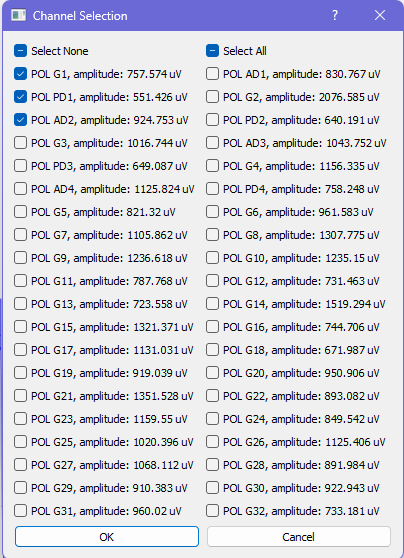 Channel Selection ?
Select None Select All
POL G1, amplitude: 757.574 uV POL AD1, amplitude: 830.767 uV
POL PD1, amplitude: 551.426 uV POL G2, amplitude: 2076.585 uV
POL AD2, amplitude: 924.753 uV POL PD2, amplitude: 640.191 uV
POL G3, amplitude: 1016.744 uV POL AD3, amplitude: 1043.752 uV
POL PD3, amplitude: 649.087 uV POL G4, amplitude: 1156.335 uV
POL AD4, amplitude: 1125.824 uV POL PD4, amplitude: 758.248 uV
POL G5, amplitude: 821.32 uV POL G6, amplitude: 961.583 uV
POL G7, amplitude: 1105.862 uV POL G8, amplitude: 1307.775 uV
POL G9, amplitude: 1236.618 uV POL G10, amplitude: 1235.15 uV
POL G11, amplitude: 787.768 uV POL G12, amplitude: 731.463 uV
POL G13, amplitude: 723.558 uV POL G14, amplitude: 1519.294 uV
POL G15, amplitude: 1321.371 uV POL G16, amplitude: 744.706 uV
POL G17, amplitude: 1131.031 uV POL G18, amplitude: 671.987 uV
POL G19, amplitude: 919.039 uV POL G20, amplitude: 950.906 uV
POL G21, amplitude: 1351.528 uV POL G22, amplitude: 893.082 uV
POL G23, amplitude: 1159.55 uV POL G24, amplitude: 849.542 uV
POL G25, amplitude: 1020.396 uV POL G26, amplitude: 1125.406 uV
POL G27, amplitude: 1068.112 uV POL G28, amplitude: 891.984 uV
POL G29, amplitude: 910.383 uV POL G30, amplitude: 922.943 uV
POL G31, amplitude: 960.02 uV POL G32, amplitude: 733.181 uV
OK Cancel